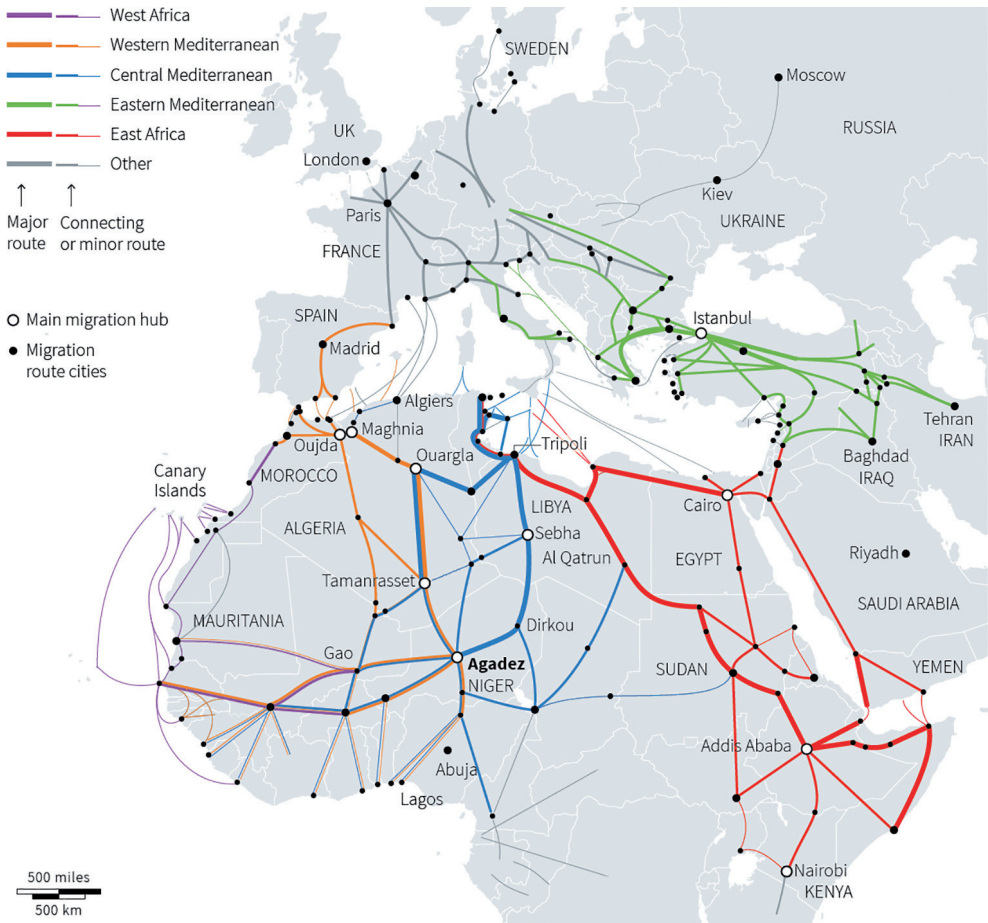 West Africa
Western Mediterranean
Central Mediterranean
Eastern Mediterranean
East Africa
Other
Major
route
Connecting
or minor route
Main migration hub
Migration
route cities
SWEDEN
Moscow
RUSSIA
UK
London
Kiev
UKRAINE
Paris
FRANCE
SPAIN
Madrid
Istanbul
Algiers
Tehran
IRAN
Maghnia
Oujda
Ouargla
Tripoli
Baghdad
IRAQ
Canary
Islands
MOROCCO
LIBYA
Cairo
ALGERIA
Sebha
Al Qatrun
EGYPT
Riyadh
Tamanrasset
SAUDI ARABIA
MAURITANIA
Dirkou
Gao
Agadez
NIGER
SUDAN
YEMEN
Addis Ababa
Abuja
Lagos
Nairobi
KENYA
500 miles
500 km